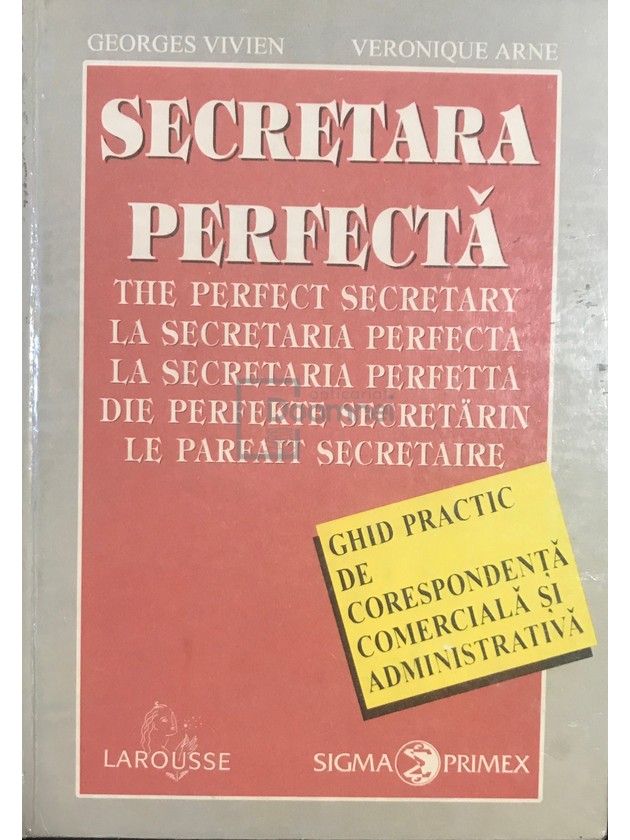 GEORGES VIVIEN VERONIQUE ARNE
SECRETARA
PERFECTĂ
THE PERFECT SECRETARY
LA SECRETARIA PERFECTA
LA SECRETARIA PERFETTA
DIE SECRETÄRIN
LE PARFAIT SECRETAIRE
GHID PRACTIC
DE
CORESPONDENȚĂ
COMERCIALĂ ȘI
ADMINISTRATIVĂ
LAROUSSE
SIGMA PRIMEX